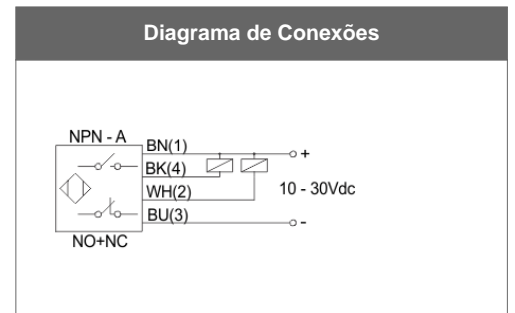 Diagrama de Conexões
NPN - A
BN(1)
+
BK(4)
WH(2)
10 - 30Vdc
BU(3)
-
NO+NC